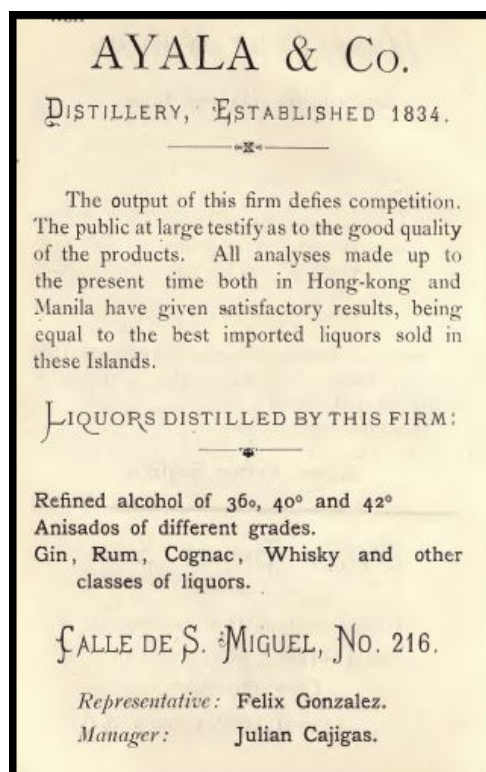 AYALA & Co.
DISTILLERY, ESTABLISHED 1834.
The output of this firm defies competition.
The public at large testify as to the good quality
of the products. All analyses made up to
the present time both in Hong-kong and
Manila have given satisfactory results, being
equal to the best imported liquors sold in
these Islands.
LIQUORS DISTILLED BY THIS FIRM:
Refined alcohol of 36o, 40º and 42º
Anisados of different grades.
Gin, Rum, Cognac, Whisky and other
classes of liquors.
CALLE DE S. MIGUEL, No. 216.
Representative: Felix Gonzalez.
Manager: Julian Cajigas.